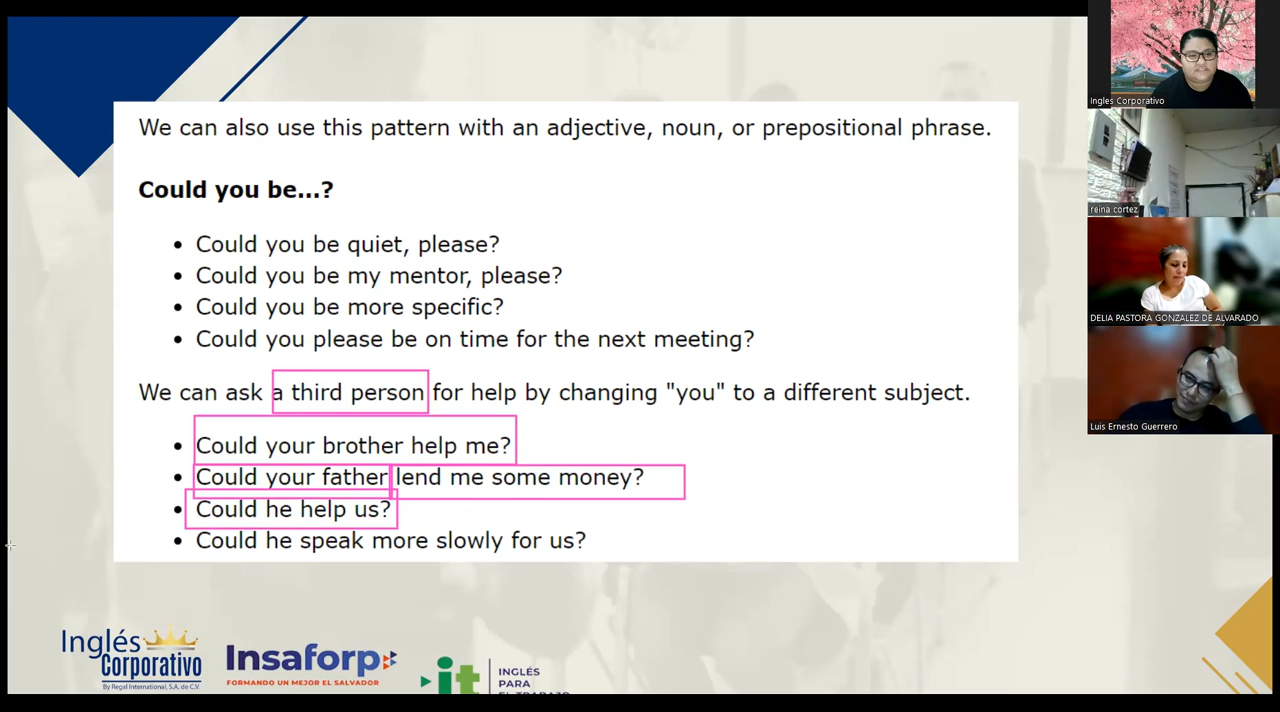 We can also use this pattern with an adjective, noun, or prepositional phrase.
Could you be...?
• Could you be quiet, please?
• Could you be my mentor, please?
• Could you be more specific?
• Could you please be on time for the next meeting?
We can ask a third person for help by changing "you" to a different subject.
• Could your brother help me?
• Could your father lend me some money?
• Could he help us?
• Could he speak more slowly for us?
Inglés
Corporativo
By Regal International, S.A. de C.V.
Insaforp
FORMANDO UN MEJOR EL SALVADOR
it
INGLÉS
PARA
EL TRABAJO
Ingles Corporativo
reina cortez
DELIA PASTORA GONZALEZ DE ALVARADO
Luis Ernesto Guerrero